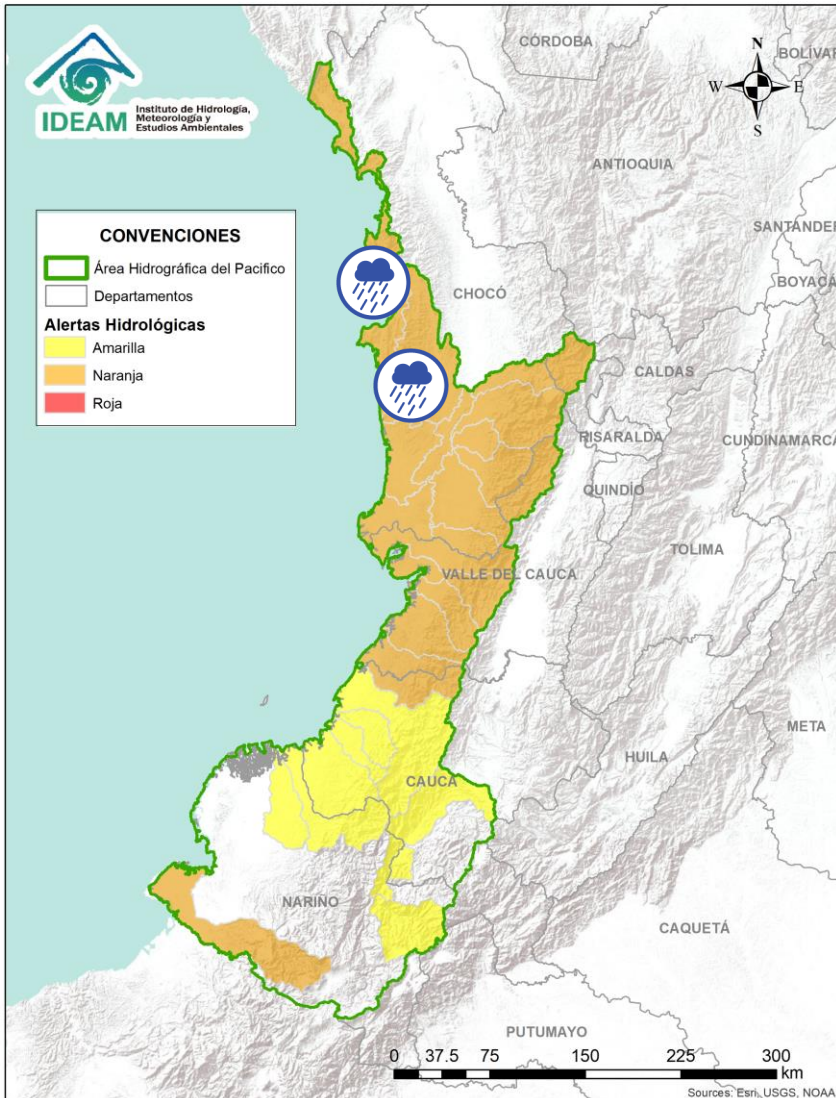 CÓRDOBA
BOLÍVAR
N
W E
S
IDEAM
Instituto de Hidrología,
Meteorología y
Estudios Ambientales
ANTIOQUIA
SANTANDER
BOYACÁ
CONVENCIONES
Área Hidrográfica del Pacifico
Departamentos
Alertas Hidrológicas
Amarilla
Naranja
Roja
CHOCÓ
CALDAS
RISARALDA
CUNDINAMARCA
QUINDÍO
TOLIMA
VALLE DEL CAUCA
META
HUILA
CAUCA
NARIÑO
CAQUETÁ
PUTUMAYO
0 37.5 75 150 225 300
km
Sources: Esri, USGS, NOAA